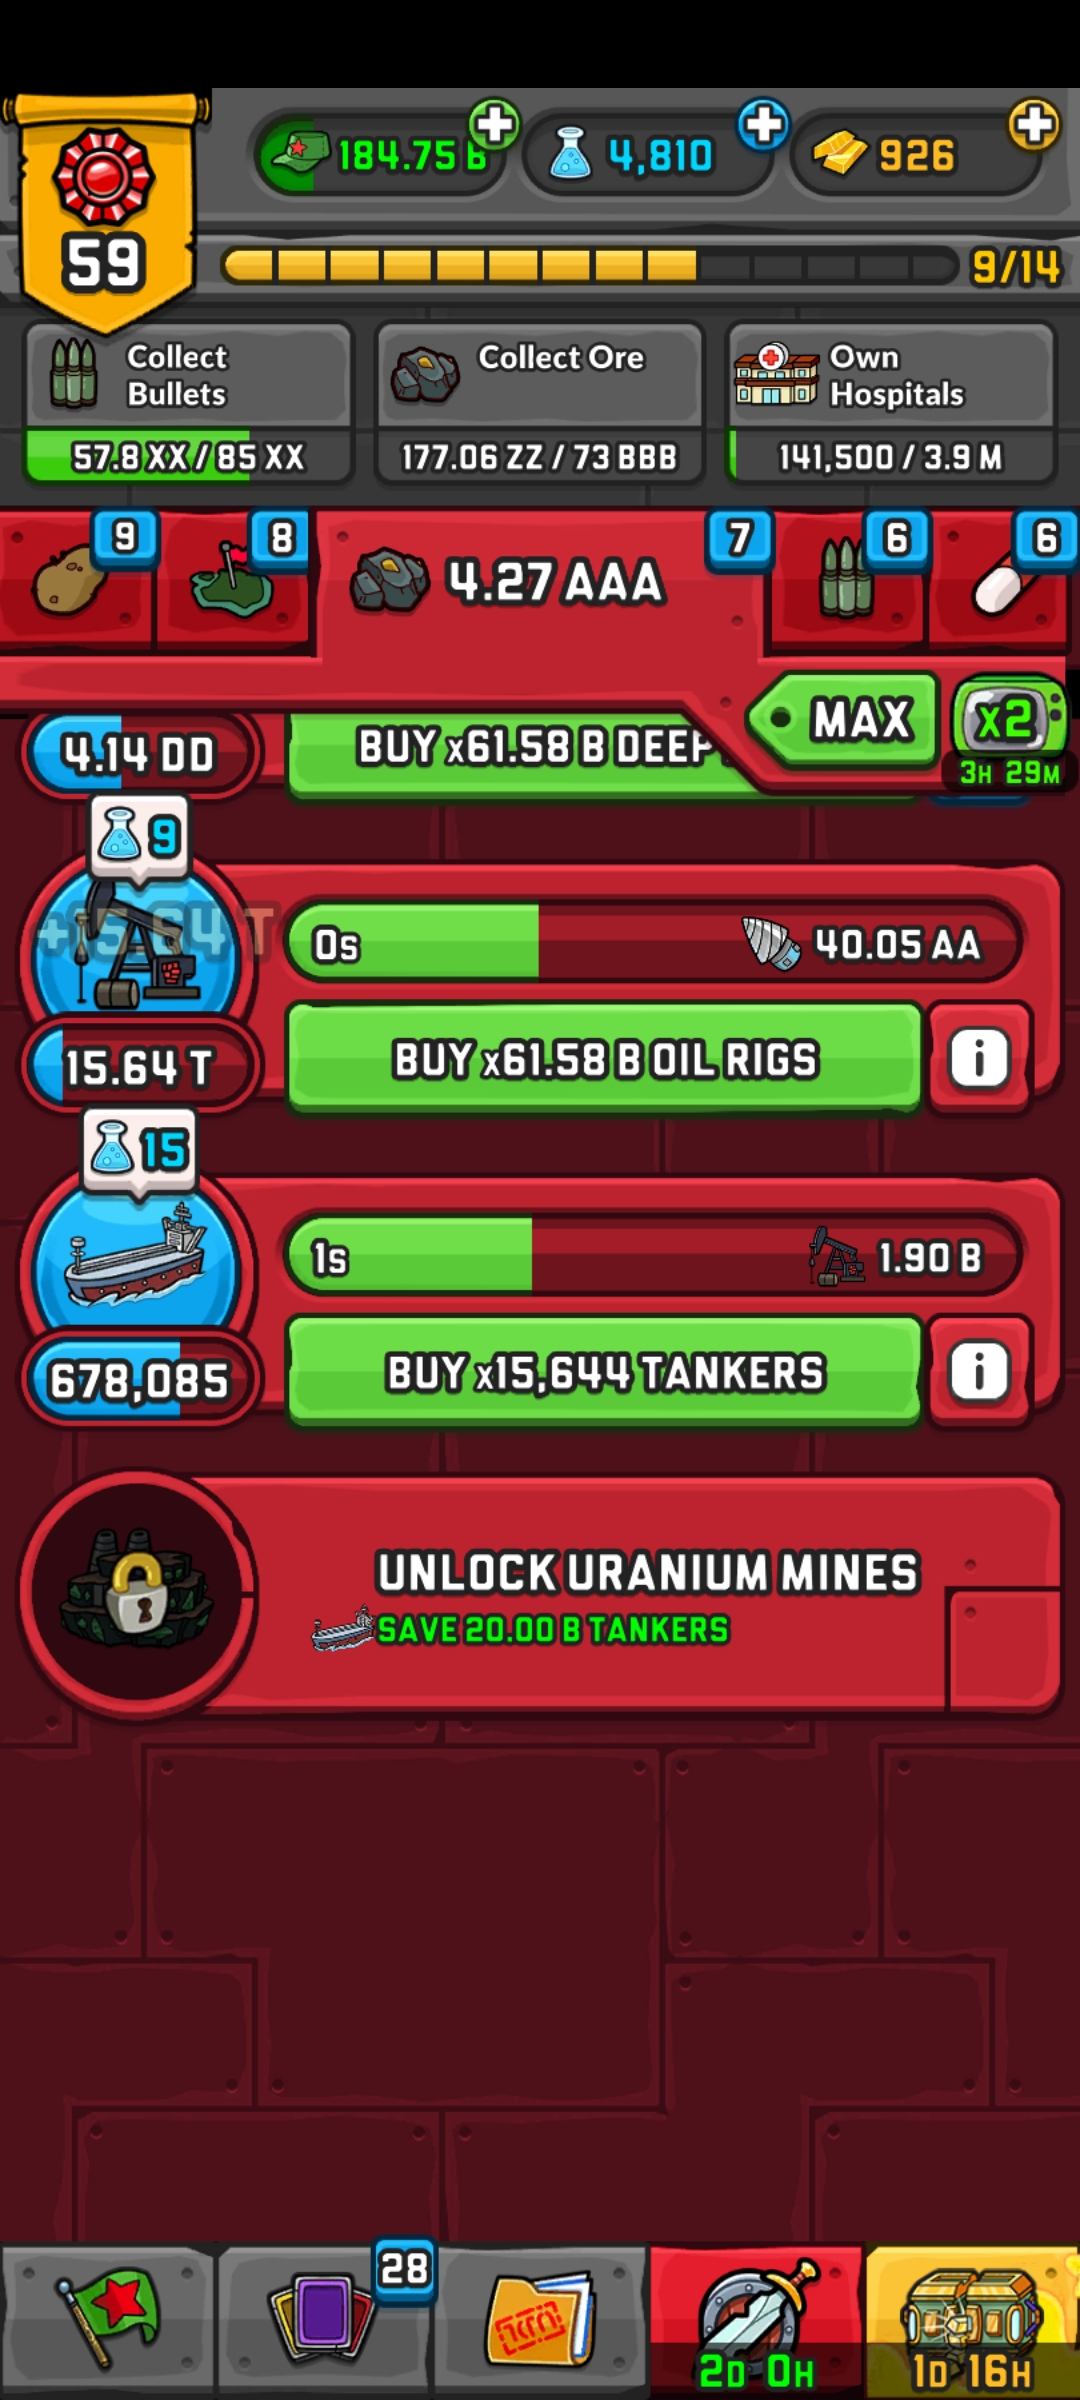 184.75 B
4,810
926
59
9/14
Collect
Bullets
57.8 XX / 85 XX
Collect Ore
177.06 ZZ / 73 BBB
Own
Hospitals
141,500 / 3.9 M
9
8
4.27 AAA
7
6
6
MAX
x2
3H 29M
4.14 DD
BUY x61.58 B DEEP
9
+15.64 T
0s
40.05 AA
15.64 T
BUY x61.58 B OIL RIGS
i
15
1s
1.90 B
678,085
BUY x15,644 TANKERS
i
UNLOCK URANIUM MINES
SAVE 20.00 B TANKERS
28
2D 0H
1D 16H